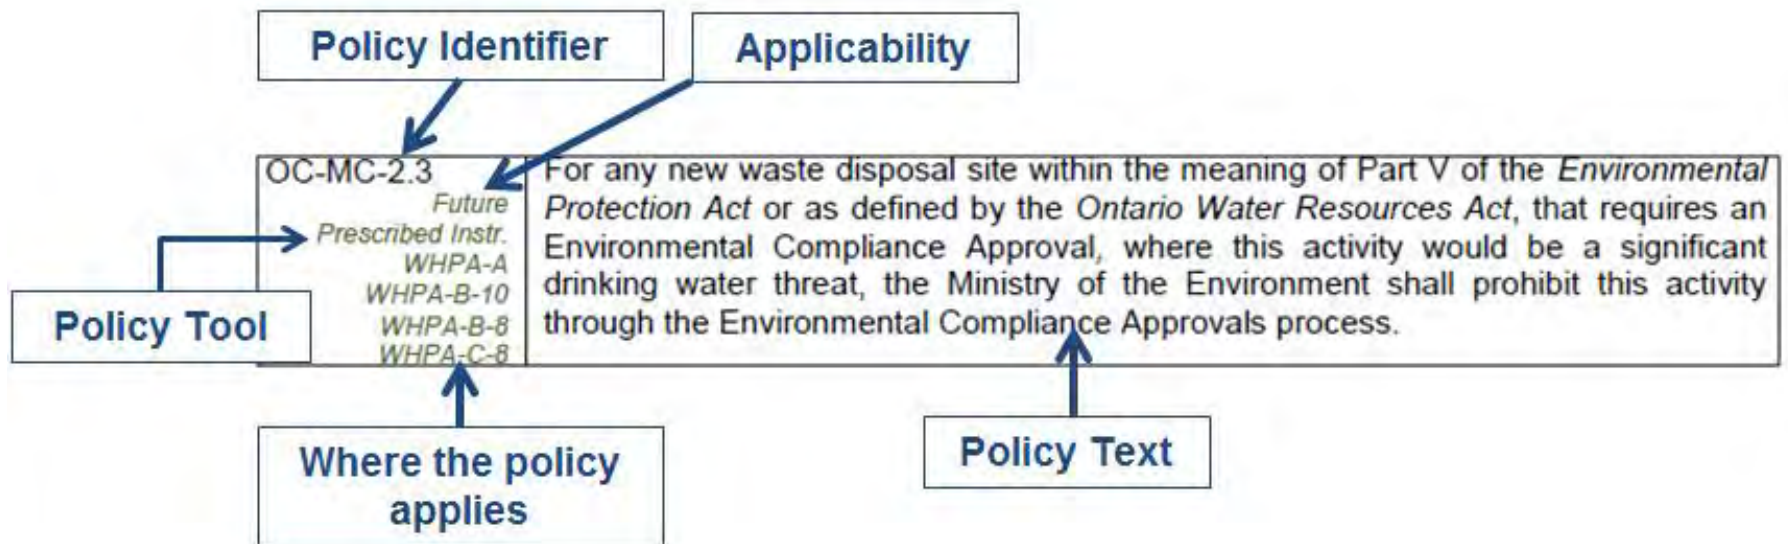 Policy Identifier
Applicability
OC-MC-2.3
Future
Prescribed Instr.
WHPA-A
WHPA-B-10
WHPA-B-8
WHPA-C-8
For any new waste disposal site within the meaning of Part V of the Environmental
Protection Act or as defined by the Ontario Water Resources Act, that requires an
Environmental Compliance Approval, where this activity would be a significant
drinking water threat, the Ministry of the Environment shall prohibit this activity
through the Environmental Compliance Approvals process.
Policy Tool
Where the policy
applies
Policy Text